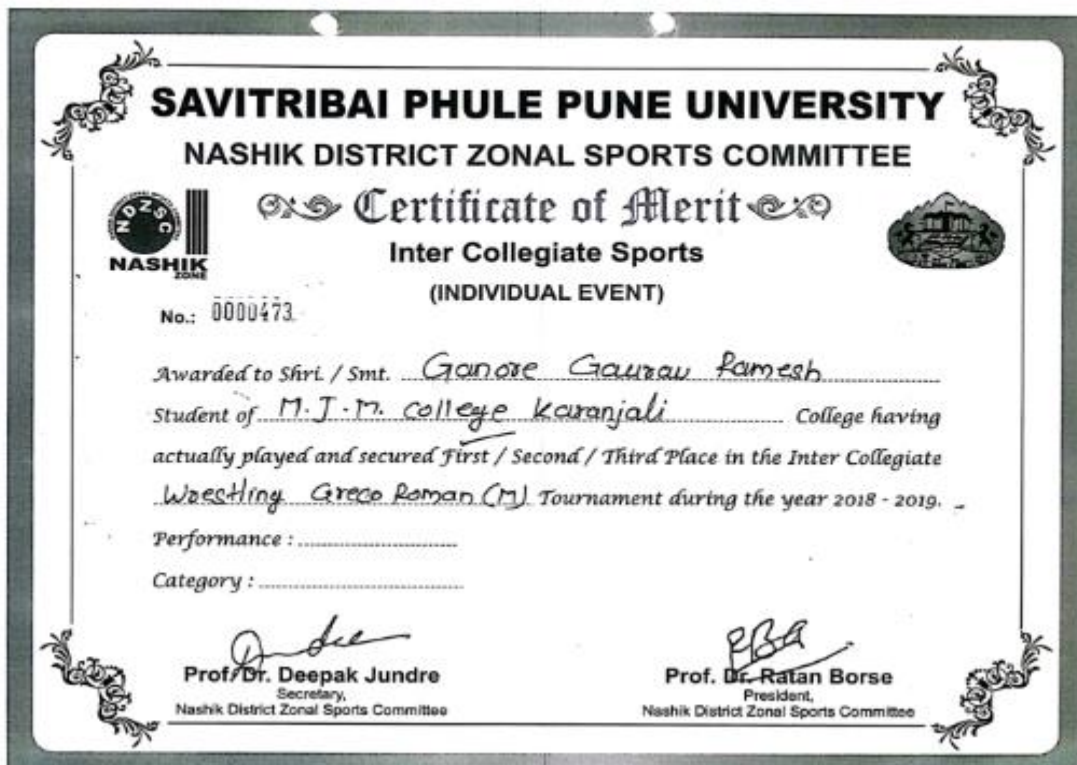 SAVITRIBAI PHULE PUNE UNIVERSITY
NASHIK DISTRICT ZONAL SPORTS COMMITTEE
Certificate of Merit
NDZSC
NASHIK
ZONE
Inter Collegiate Sports
(INDIVIDUAL EVENT)
No.: 0000473
Awarded to Shri. / Smt. Ganore Gaurav Ramesh
Student of M.J.M. college Karanjali College having
actually played and secured First / Second / Third Place in the Inter Collegiate
Wrestling Greco Roman (M) Tournament during the year 2018 - 2019.
Performance :
Category :
Prof. Dr. Deepak Jundre
Secretary,
Nashik District Zonal Sports Committee
Prof. Dr. Ratan Borse
President,
Nashik District Zonal Sports Committee